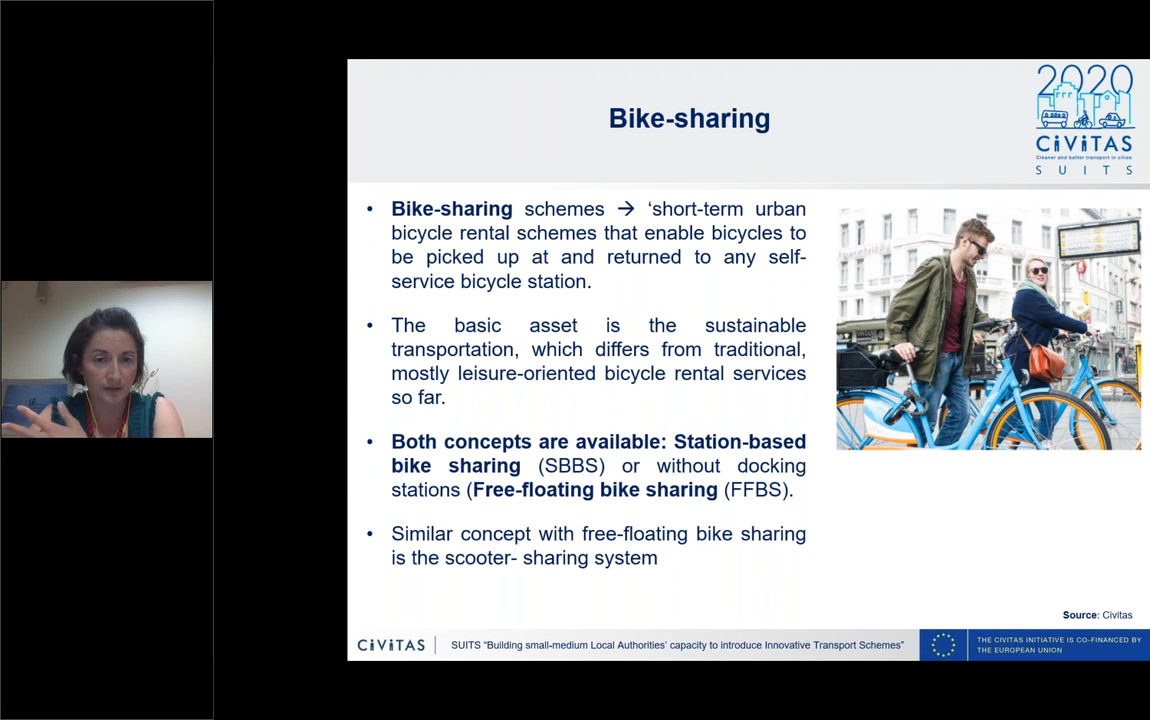 Bike-sharing
2020
CiViTAS
Cleaner and better transport in cities
S U I T S
• Bike-sharing schemes → ‘short-term urban
bicycle rental schemes that enable bicycles to
be picked up at and returned to any self-
service bicycle station.
• The basic asset is the sustainable
transportation, which differs from traditional,
mostly leisure-oriented bicycle rental services
so far.
• Both concepts are available: Station-based
bike sharing (SBBS) or without docking
stations (Free-floating bike sharing (FFBS).
• Similar concept with free-floating bike sharing
is the scooter- sharing system
Source: Civitas
CiViTAS
SUITS “Building small-medium Local Authorities’ capacity to introduce Innovative Transport Schemes”
THE CIVITAS INITIATIVE IS CO-FINANCED BY
THE EUROPEAN UNION